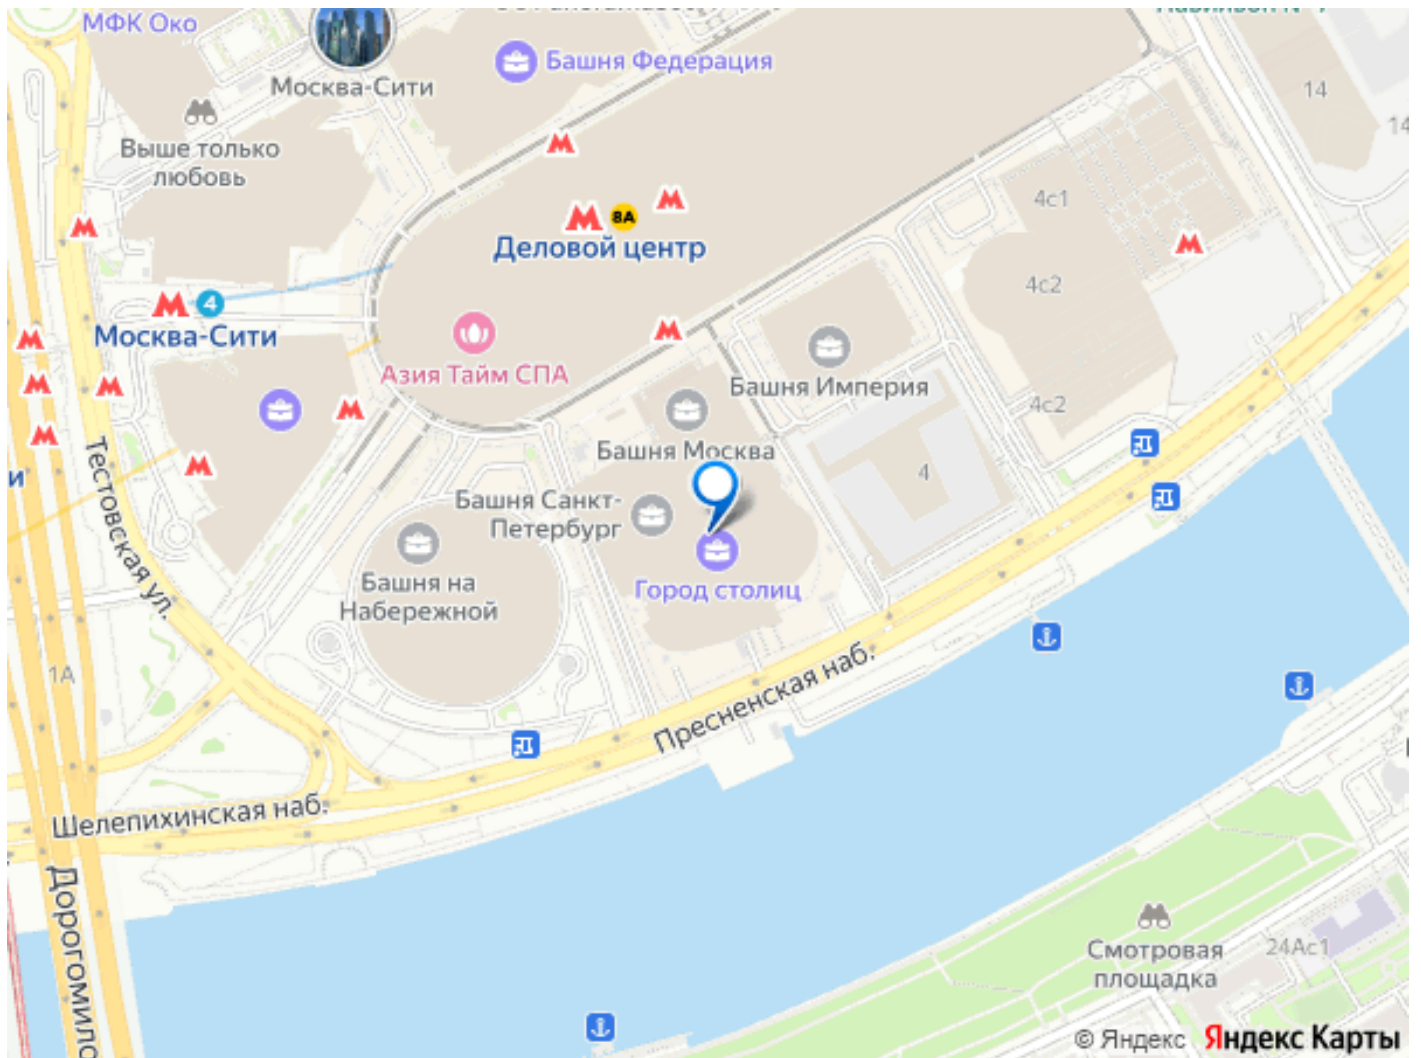 МФК Око
Башня Федерация
Москва-Сити
Выше только
любовь
14
14
4с1
8А
Деловой центр
4с2
4
Москва-Сити
Азия Тайм СПА
Башня Империя
4с2
Башня Москва
4
Тестовская ул.
и
Башня Санкт-
Петербург
Башня на
Набережной
Город столиц
1А
Пресненская наб.
Шелепихинская наб.
Дорогомило
Смотровая
площадка
24Ас1
© Яндекс Яндекс Карты